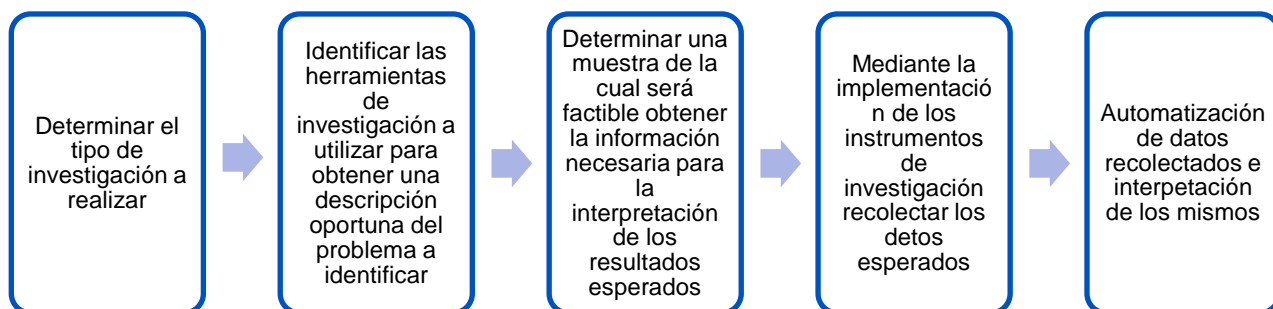 Determinar el
tipo de
investigación a
realizar
Identificar las
herramientas
de
investigación a
utilizar para
obtener una
descripción
oportuna del
problema a
identificar
Determinar una
muestra de la
cual será
factible obtener
la información
necesaria para
la
interpretación
de los
resultados
esperados
Mediante la
implementació
n de los
instrumentos
de
investigación
recolectar los
detos
esperados
Automatización
de datos
recolectados e
interpetación
de los mismos